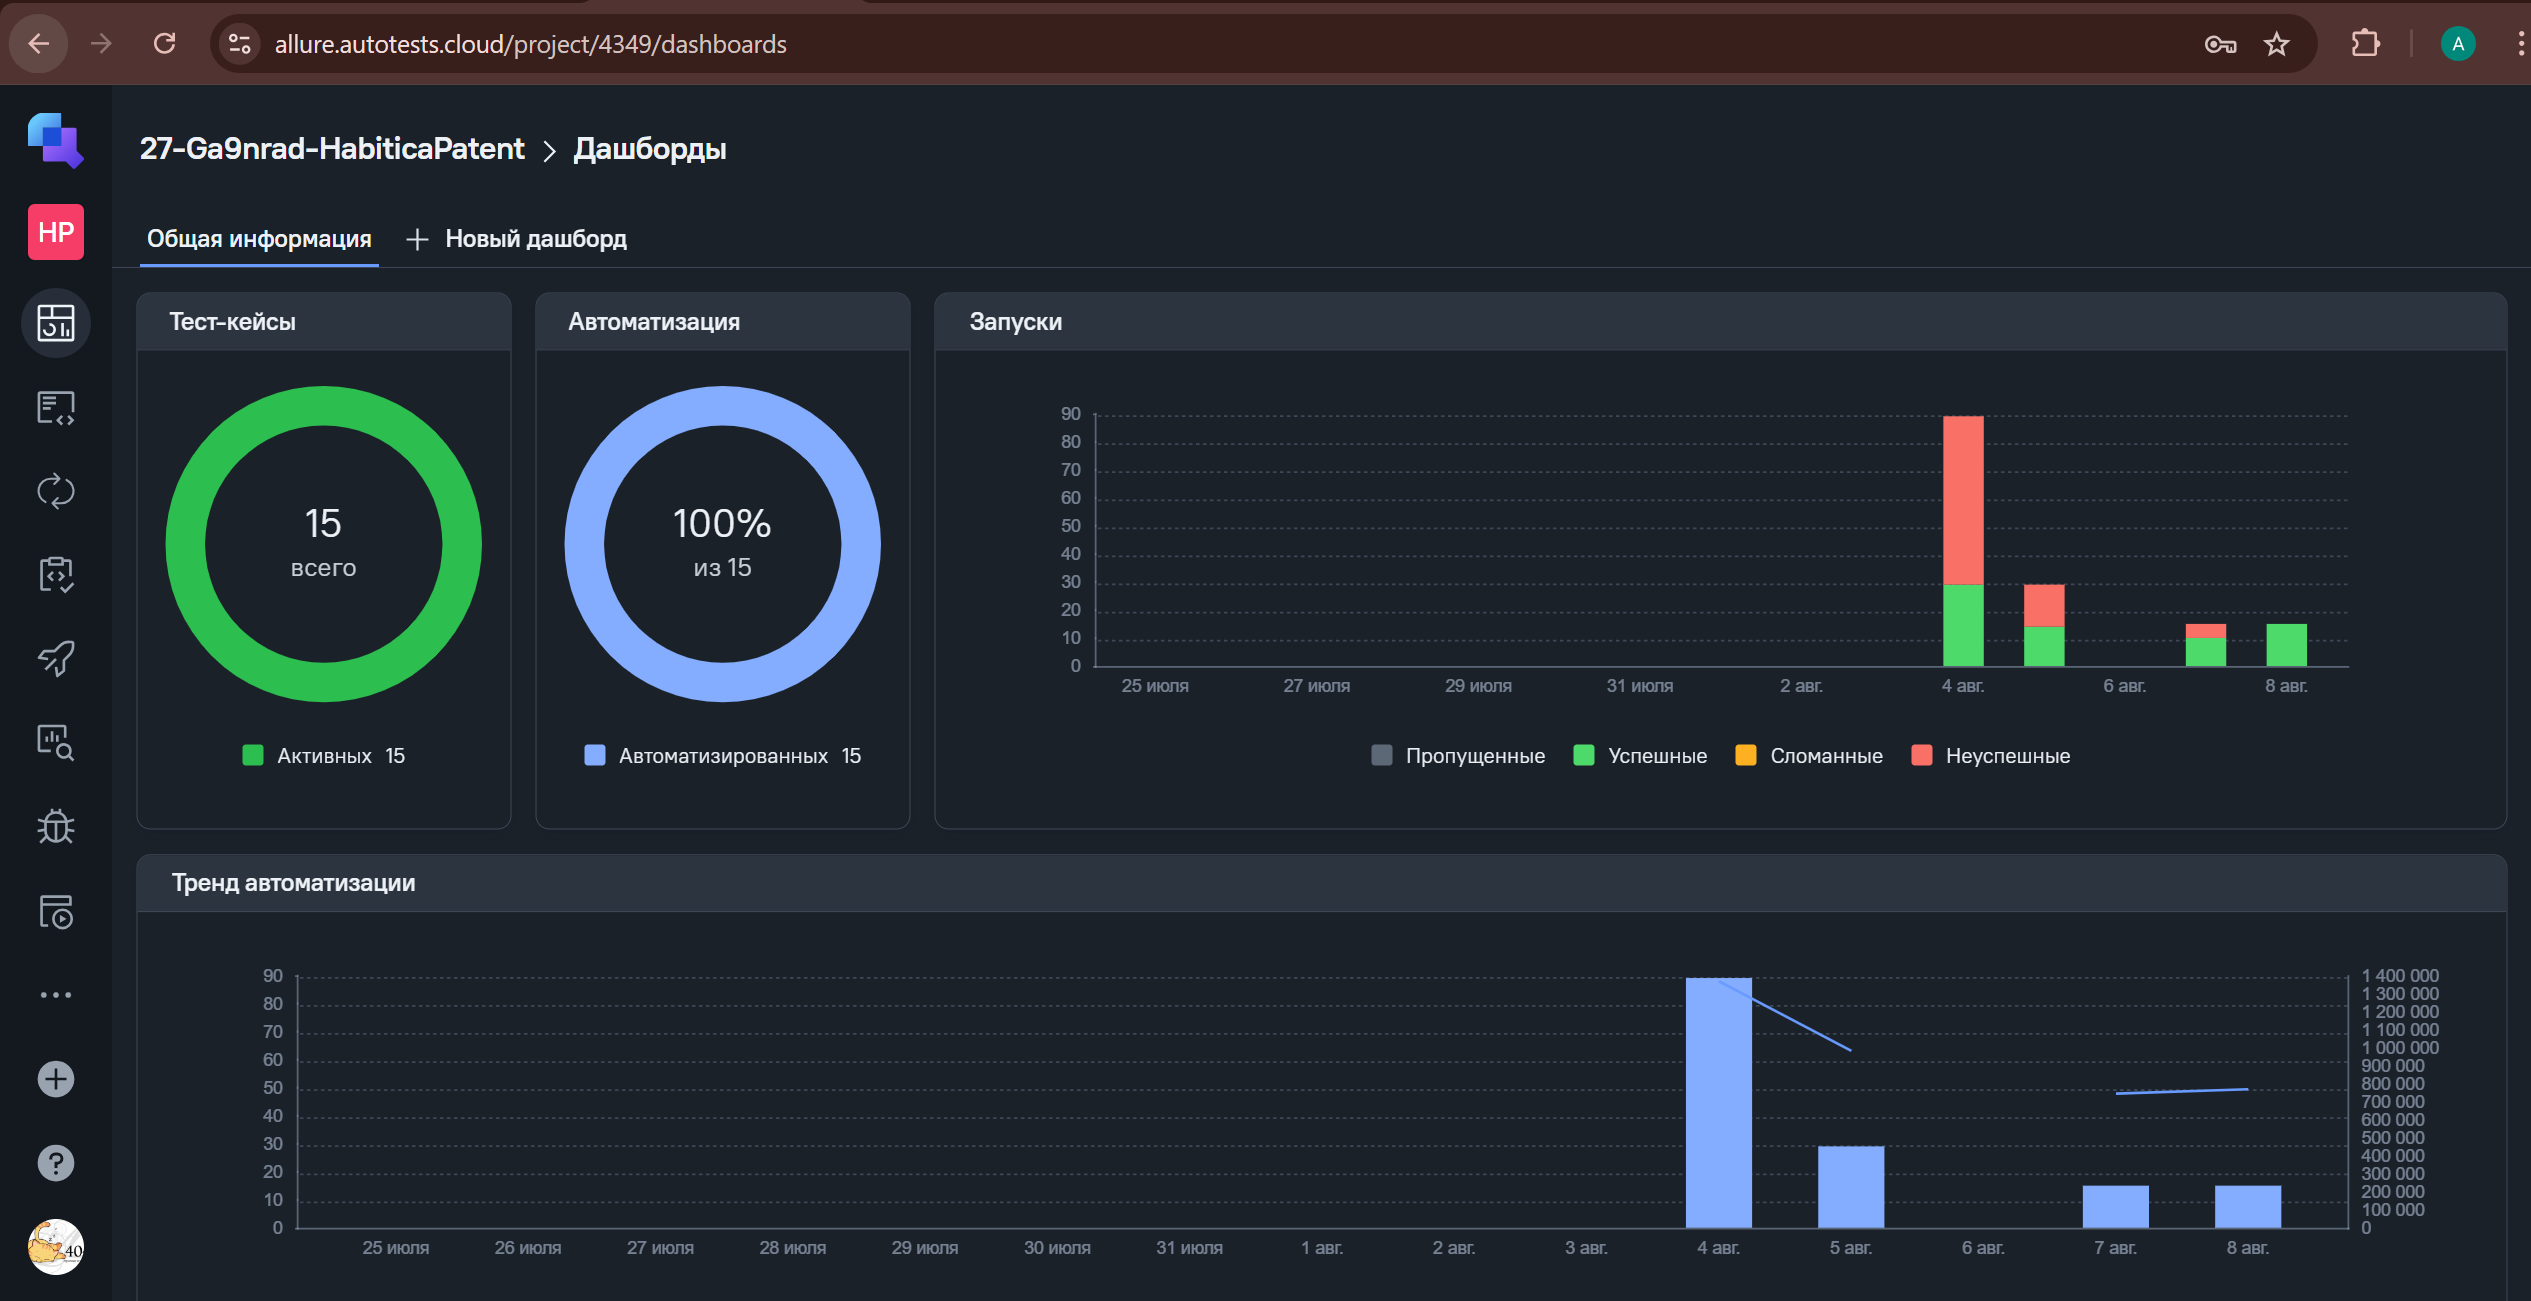 allure.autotests.cloud/project/4349/dashboards
A
27-Ga9nrad-HabiticaPatent > Дашборды
HP
Общая информация
Новый дашборд
Тест-кейсы
15
всего
Активных 15
Автоматизация
100%
из 15
Автоматизированных 15
Запуски
90
80
70
60
50
40
30
20
10
0
25 июля 27 июля 29 июля 31 июля 2 авг. 4 авг. 6 авг. 8 авг.
Пропущенные Успешные Сломанные Неуспешные
Тренд автоматизации
90
80
70
60
50
40
30
20
10
0
1 400 000
1 300 000
1 200 000
1 100 000
1 000 000
900 000
800 000
700 000
600 000
500 000
400 000
300 000
200 000
100 000
0
25 июля 26 июля 27 июля 28 июля 29 июля 30 июля 31 июля 1 авг. 2 авг. 3 авг. 4 авг. 5 авг. 6 авг. 7 авг. 8 авг.
?
40